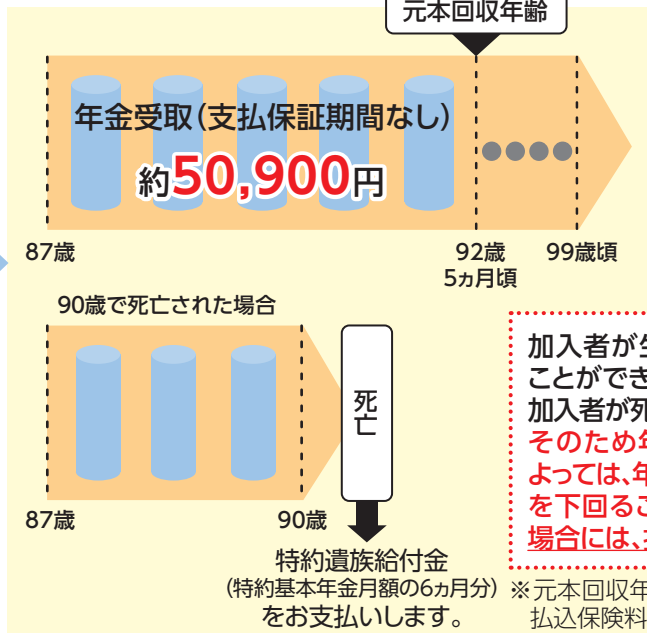 元本回収年齢
年金受取(支払保証期間なし)
約50,900円
87歳
92歳
5ヵ月頃
99歳頃
90歳で死亡された場合
死亡
87歳
90歳
特約遺族給付金
(特約基本年金月額の6ヵ月分)
をお支払いします。
加入者が
ことができ
加入者が死
そのため年
よっては、年
を下回るこ
場合には、
※元本回収年
払込保険料